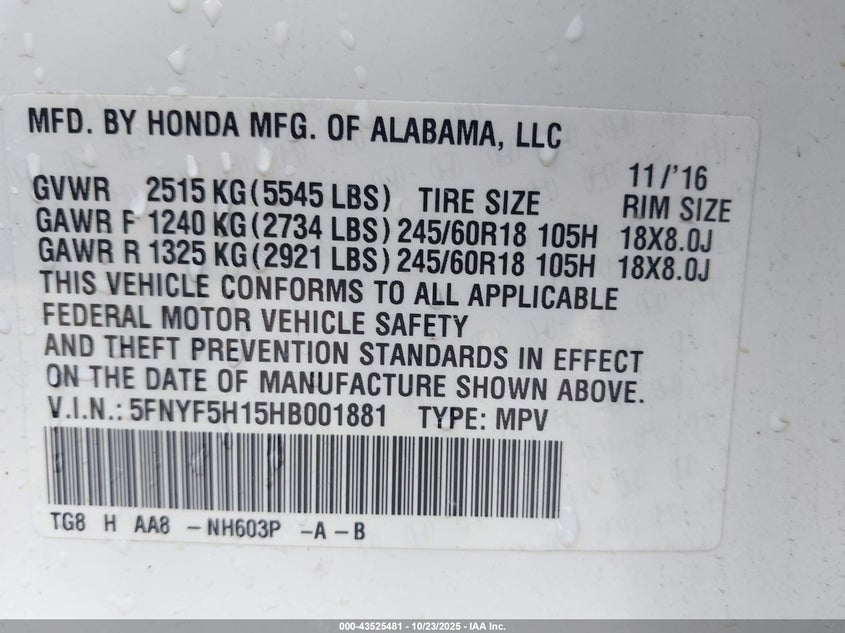 MFD. BY HONDA MFG. OF ALABAMA, LLC
11/'16
GVWR 2515 KG(5545 LBS) TIRE SIZE RIM SIZE
GAWR F 1240 KG(2734 LBS) 245/60R18 105H 18X8.0J
GAWR R 1325 KG(2921 LBS) 245/60R18 105H 18X8.0J
THIS VEHICLE CONFORMS TO ALL APPLICABLE
FEDERAL MOTOR VEHICLE SAFETY
AND THEFT PREVENTION STANDARDS IN EFFECT
ON THE DATE OF MANUFACTURE SHOWN ABOVE.
V.I.N.: 5FNYF5H15HB001881 TYPE: MPV
TG8 H AA8 -NH603P -A-B
000-43525481 - 10/23/2025 - IAA Inc.